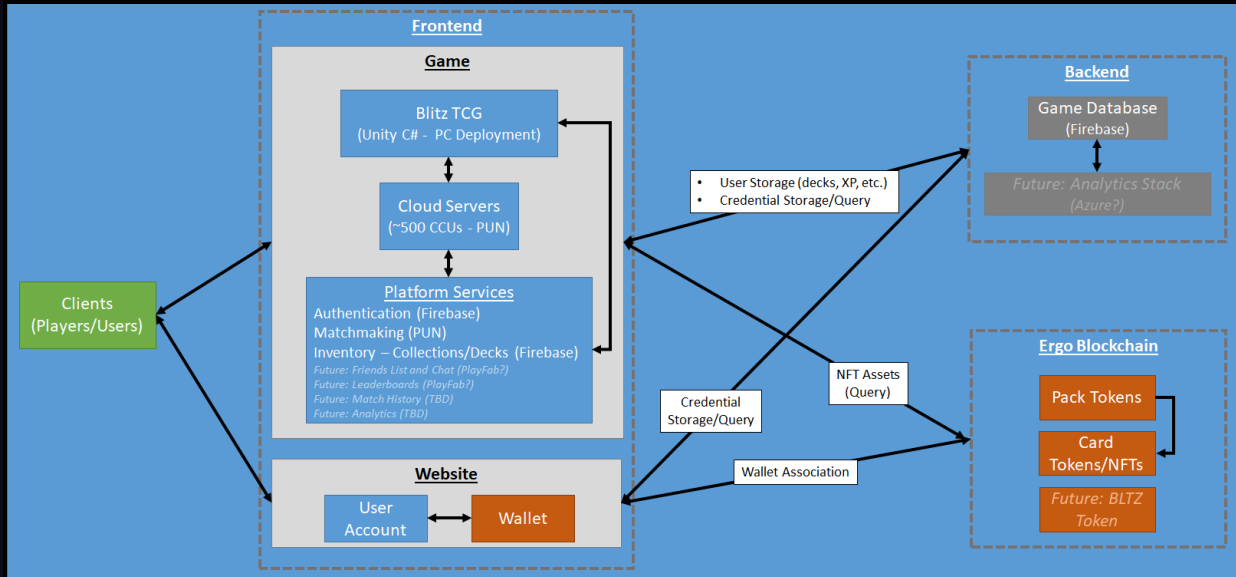 Frontend
Game
Blitz TCG
(Unity C# - PC Deployment)
Cloud Servers
(~500 CCUs - PUN)
Platform Services
Authentication (Firebase)
Matchmaking (PUN)
Inventory – Collections/Decks (Firebase)
Future: Friends List and Chat (PlayFab?)
Future: Leaderboards (PlayFab?)
Future: Match History (TBD)
Future: Analytics (TBD)
Website
User
Account
Wallet
Clients
(Players/Users)
• User Storage (decks, XP, etc.)
• Credential Storage/Query
Credential
Storage/Query
NFT Assets
(Query)
Wallet Association
Backend
Game Database
(Firebase)
Future: Analytics Stack
(Azure?)
Ergo Blockchain
Pack Tokens
Card
Tokens/NFTs
Future: BLTZ
Token